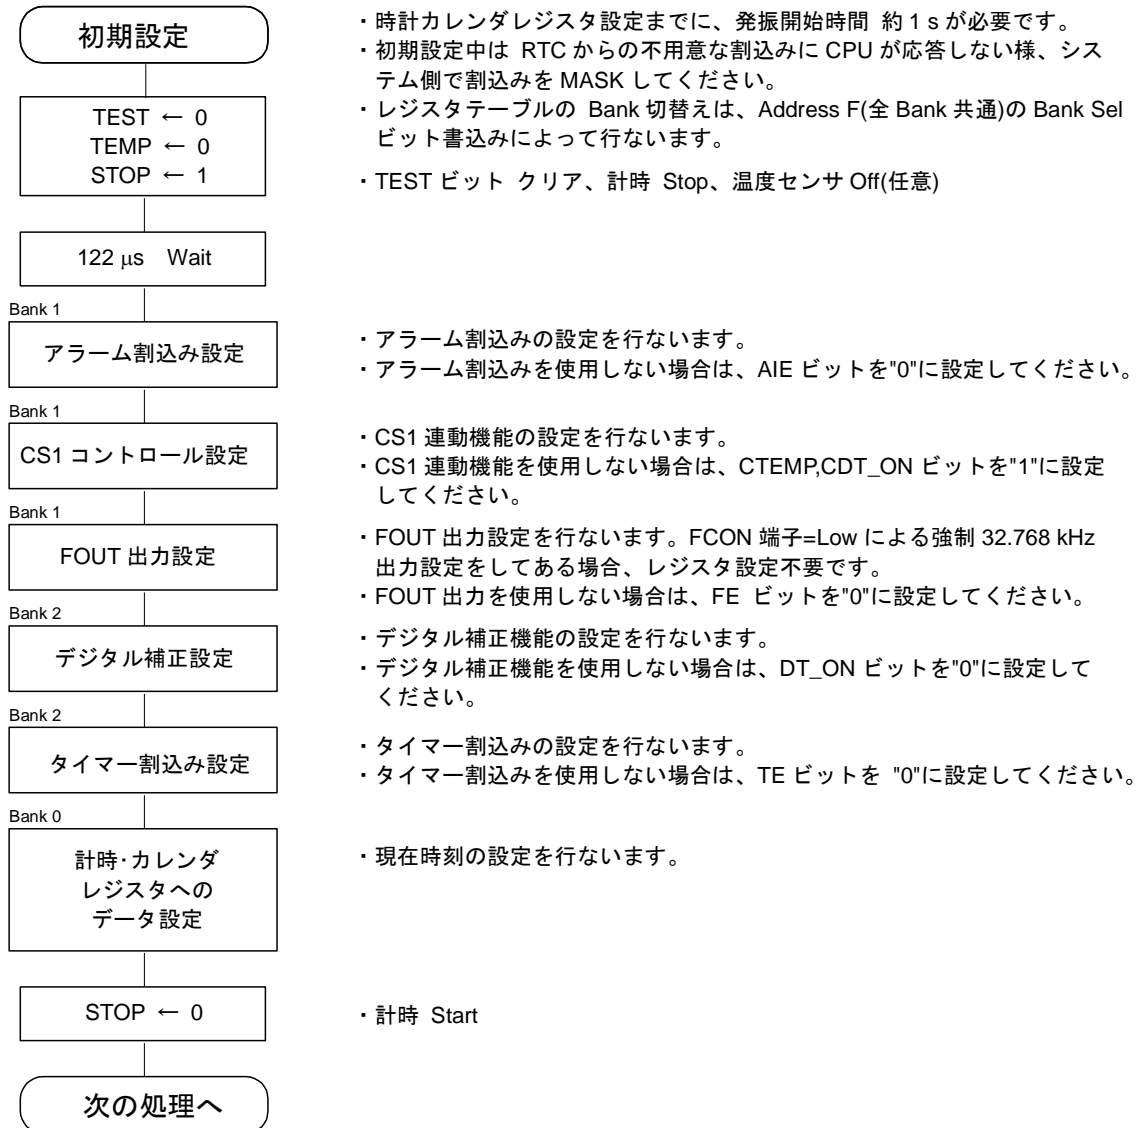 初期設定
・時計カレンダレジスタ設定までに、発振開始時間 約 1 s が必要です。
・初期設定中は RTC からの不用意な割込みに CPU が応答しない様、シス
テム側で割込みを MASK してください。
・レジスタテーブルの Bank 切替えは、Address F(全 Bank 共通)の Bank Sel
ビット書込みによって行ないます。
TEST ← 0
TEMP ← 0
STOP ← 1
・TEST ビット クリア、計時 Stop、温度センサ Off(任意)
122 μs Wait
Bank 1
アラーム割込み設定
・アラーム割込みの設定を行ないます。
・アラーム割込みを使用しない場合は、AIE ビットを"0"に設定してください。
Bank 1
CS1 コントロール設定
・CS1 連動機能の設定を行ないます。
・CS1 連動機能を使用しない場合は、CTEMP,CDT_ON ビットを"1"に設定
してください。
Bank 1
FOUT 出力設定
・FOUT 出力設定を行ないます。FCON 端子=Low による強制 32.768 kHz
出力設定をしてある場合、レジスタ設定不要です。
・FOUT 出力を使用しない場合は、FE ビットを"0"に設定してください。
Bank 2
デジタル補正設定
・デジタル補正機能の設定を行ないます。
・デジタル補正機能を使用しない場合は、DT_ON ビットを"0"に設定して
ください。
Bank 2
タイマー割込み設定
・タイマー割込みの設定を行ないます。
・タイマー割込みを使用しない場合は、TE ビットを "0"に設定してください。
Bank 0
計時･カレンダ
レジスタへの
データ設定
・現在時刻の設定を行ないます。
STOP ← 0
・計時 Start
次の処理へ